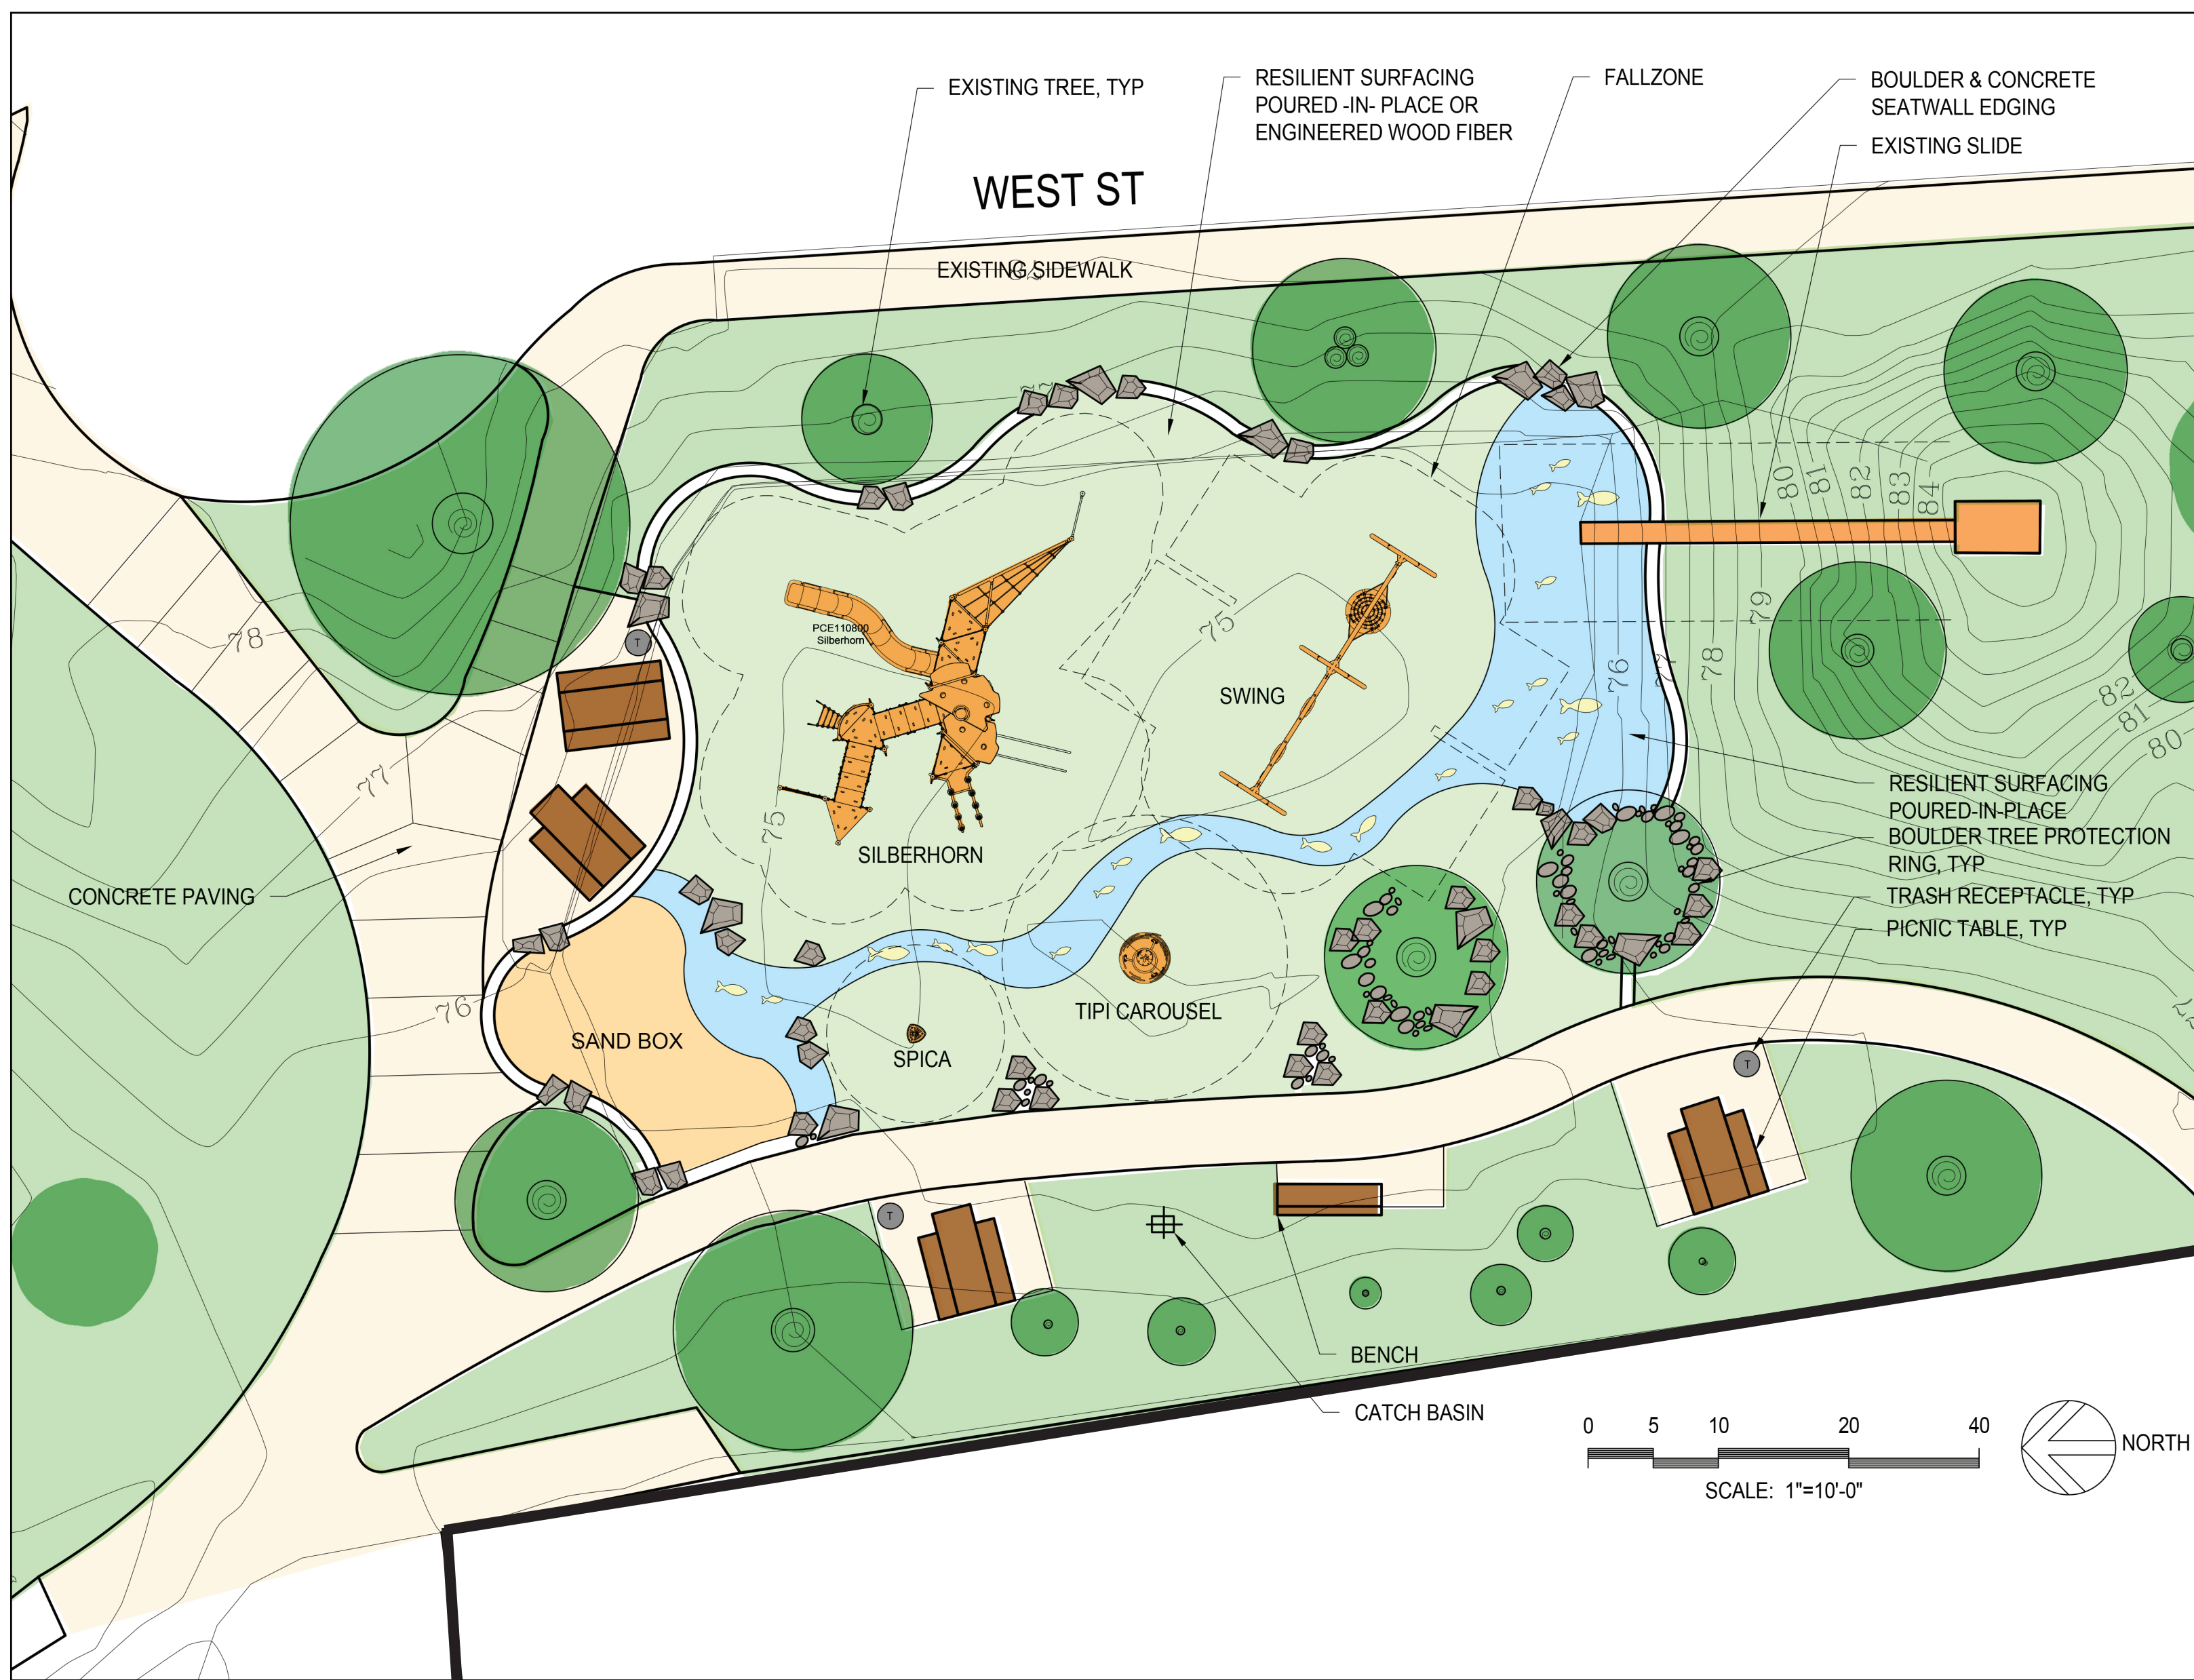 EXISTING TREE, TYP
RESILIENT SURFACING
POURED -IN- PLACE OR
ENGINEERED WOOD FIBER
FALLZONE
BOULDER & CONCRETE
SEATWALL EDGING
EXISTING SLIDE
WEST ST
EXISTING SIDEWALK
80
81
82
83
84
79
78
76
75
78
77
76
75
82
81
80
PCE110800
Silberhorn
T
SWING
SILBERHORN
CONCRETE PAVING
RESILIENT SURFACING
POURED-IN-PLACE
BOULDER TREE PROTECTION
RING, TYP
TRASH RECEPTACLE, TYP
PICNIC TABLE, TYP
SAND BOX
SPICA
TIPI CAROUSEL
T
T
BENCH
CATCH BASIN
0 5 10 20 40
SCALE: 1"=10'-0"
NORTH